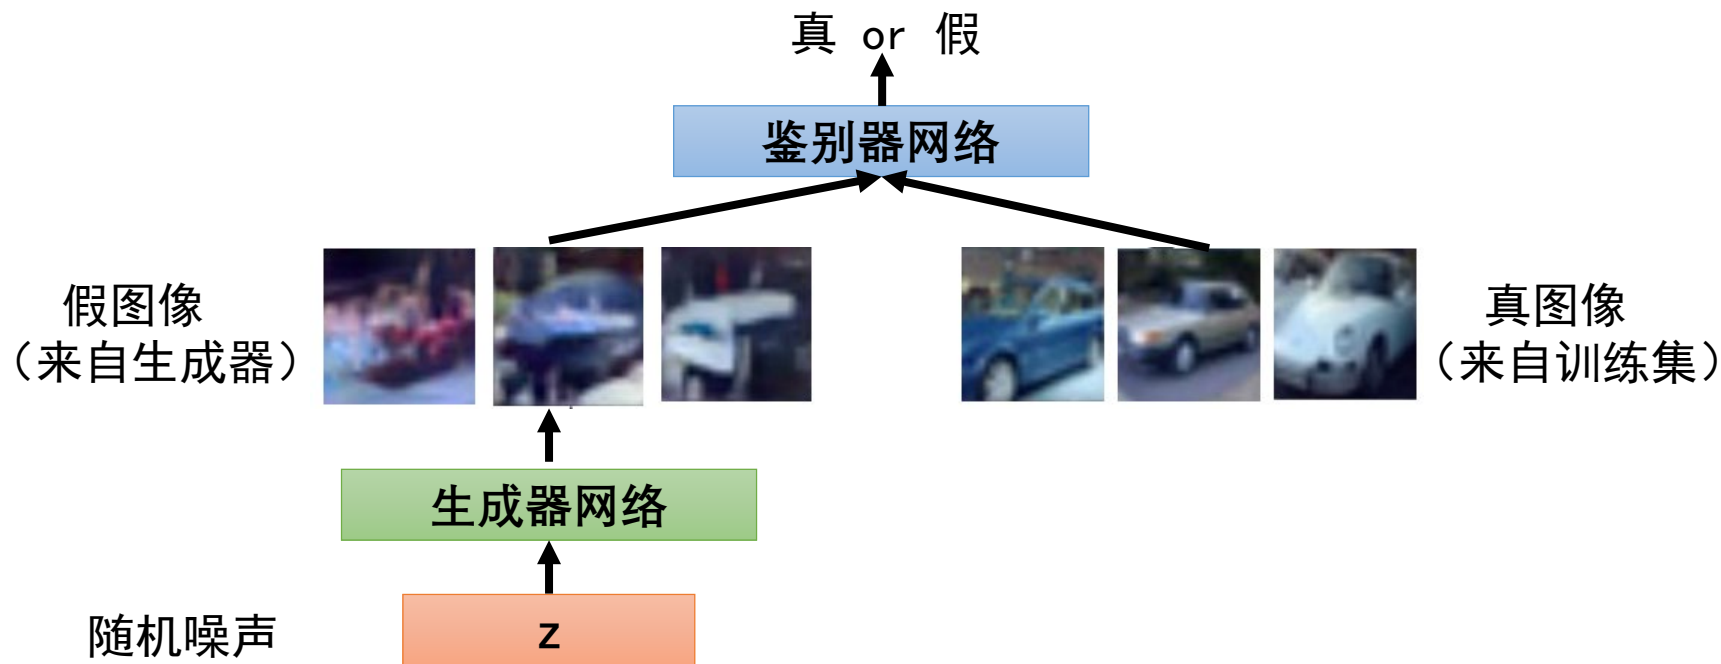 真 or 假
鉴别器网络
假图像
（来自生成器）
真图像
（来自训练集）
生成器网络
随机噪声
z